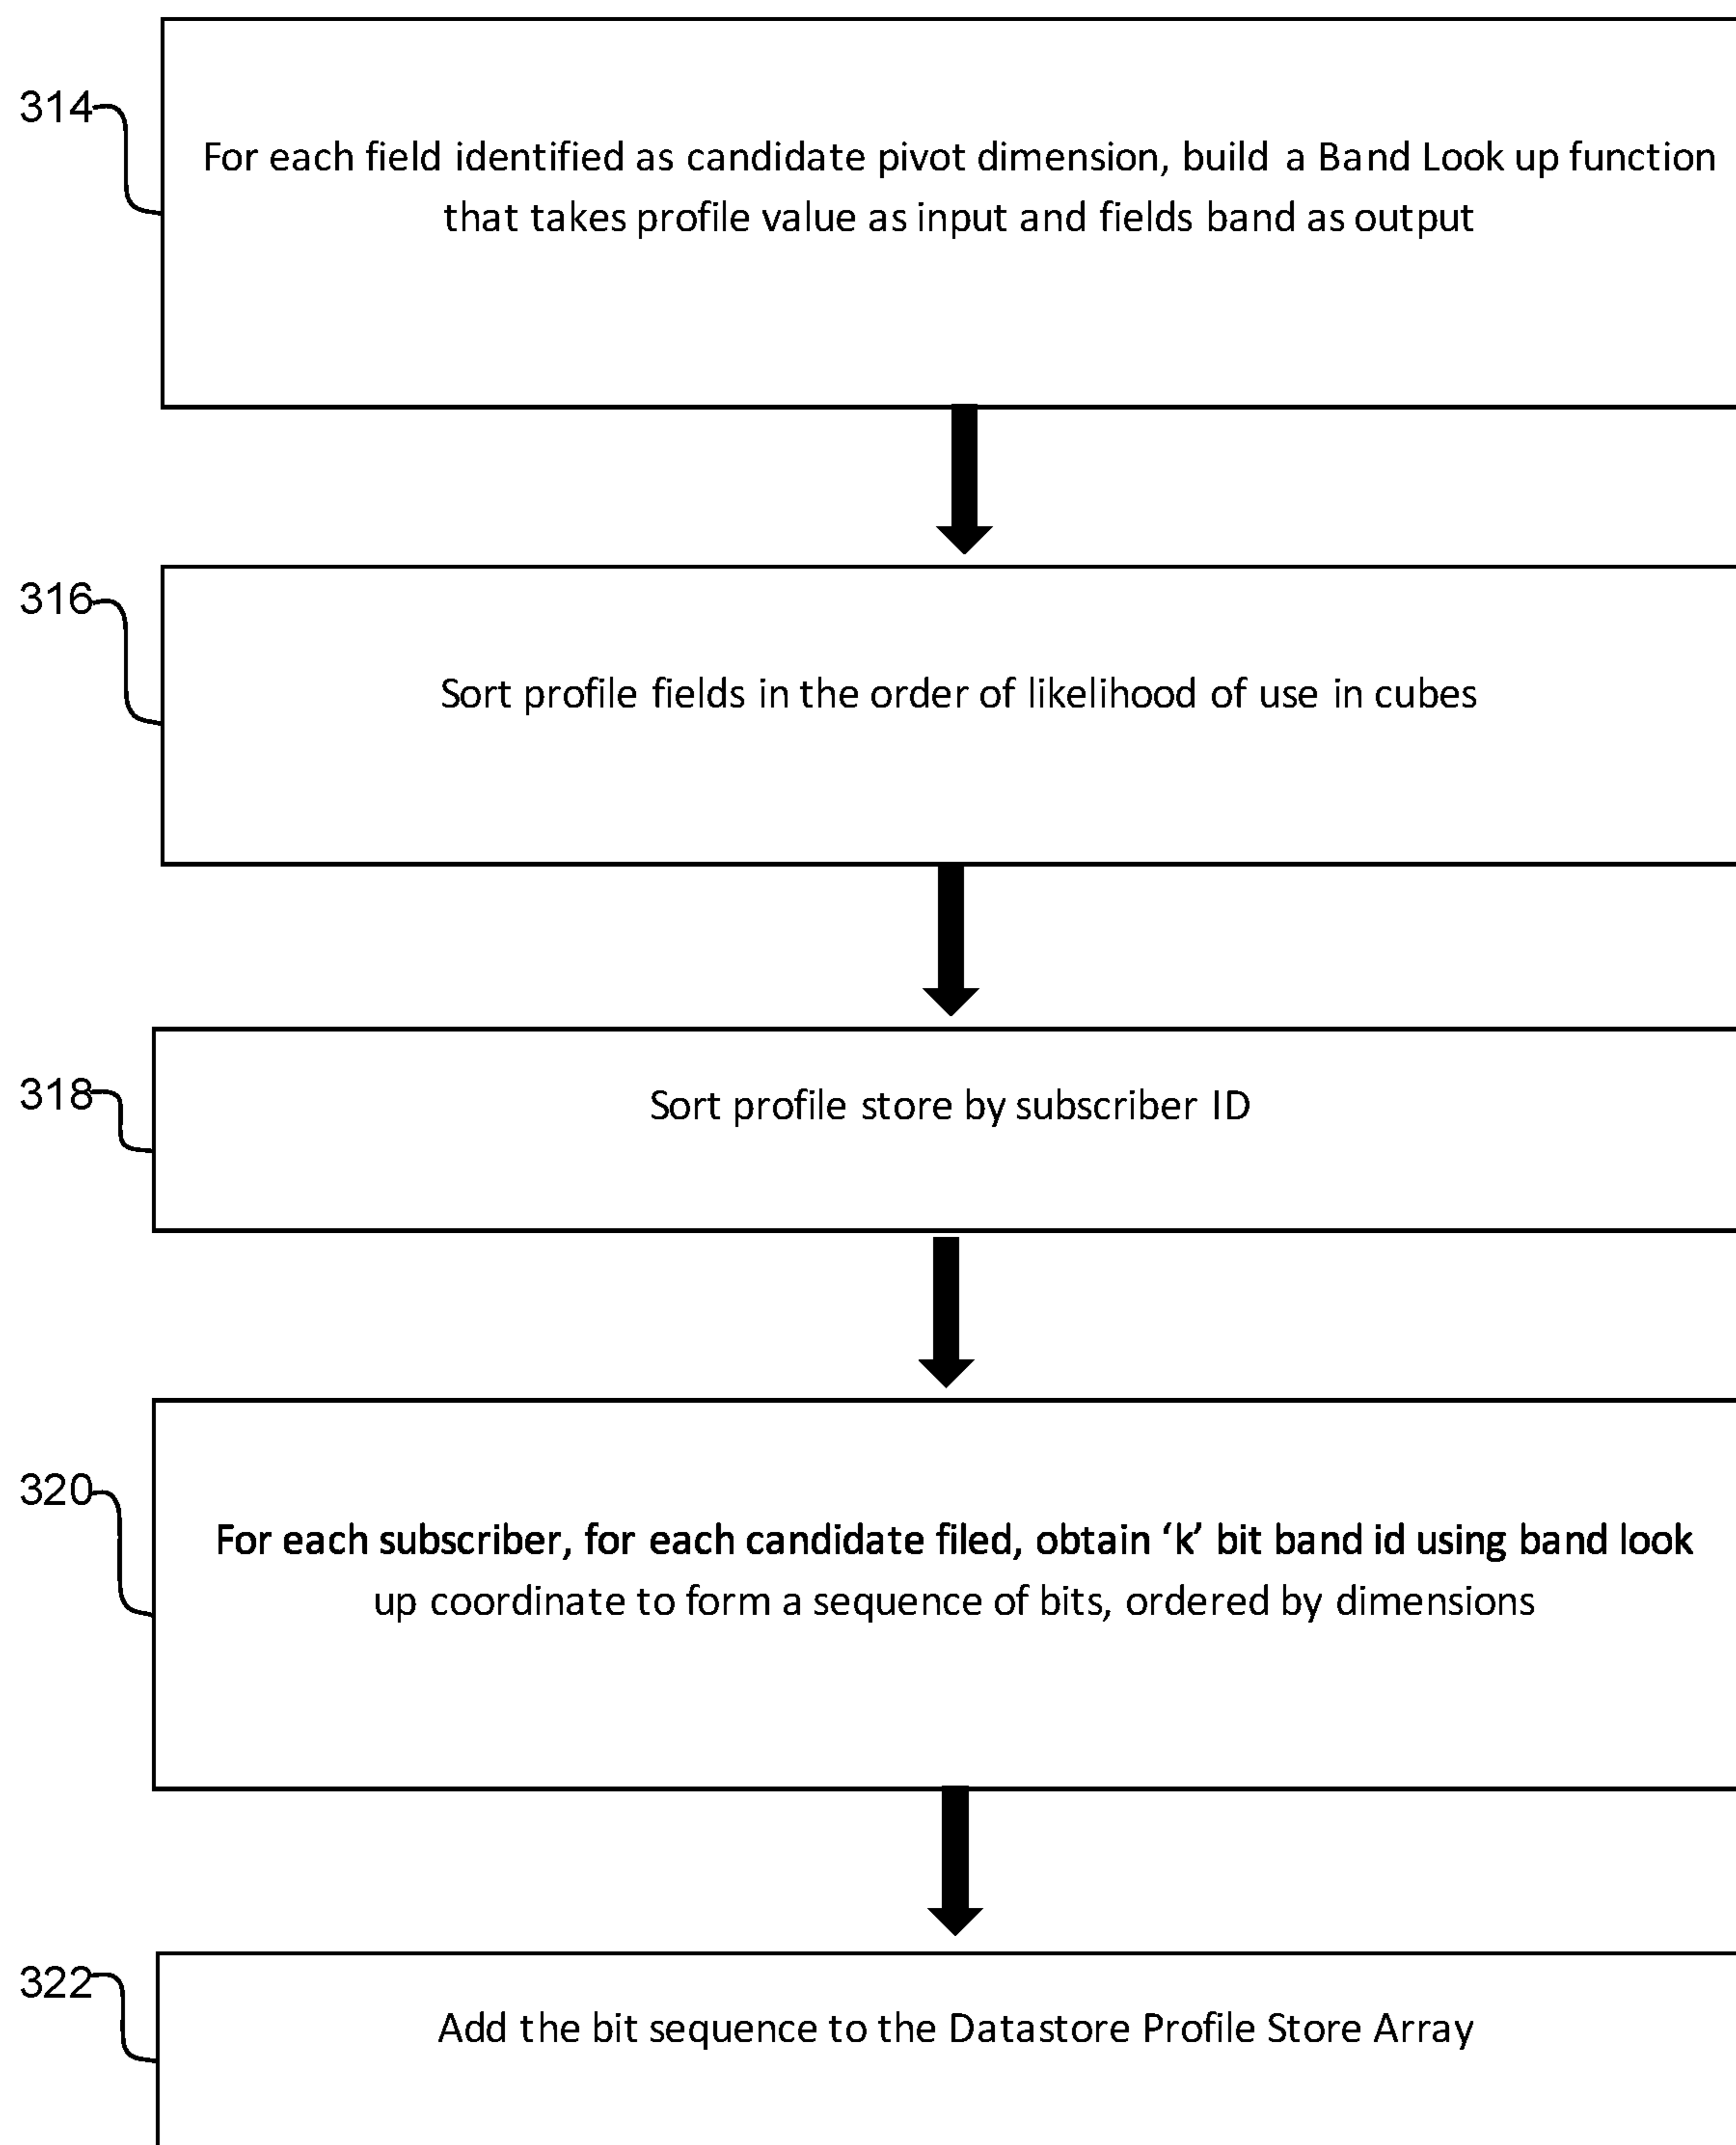 314
For each field identified as candidate pivot dimension, build a Band Look up function
that takes profile value as input and fields band as output
316
Sort profile fields in the order of likelihood of use in cubes
318
Sort profile store by subscriber ID
320
For each subscriber, for each candidate filed, obtain ‘k’ bit band id using band look
up coordinate to form a sequence of bits, ordered by dimensions
322
Add the bit sequence to the Datastore Profile Store Array